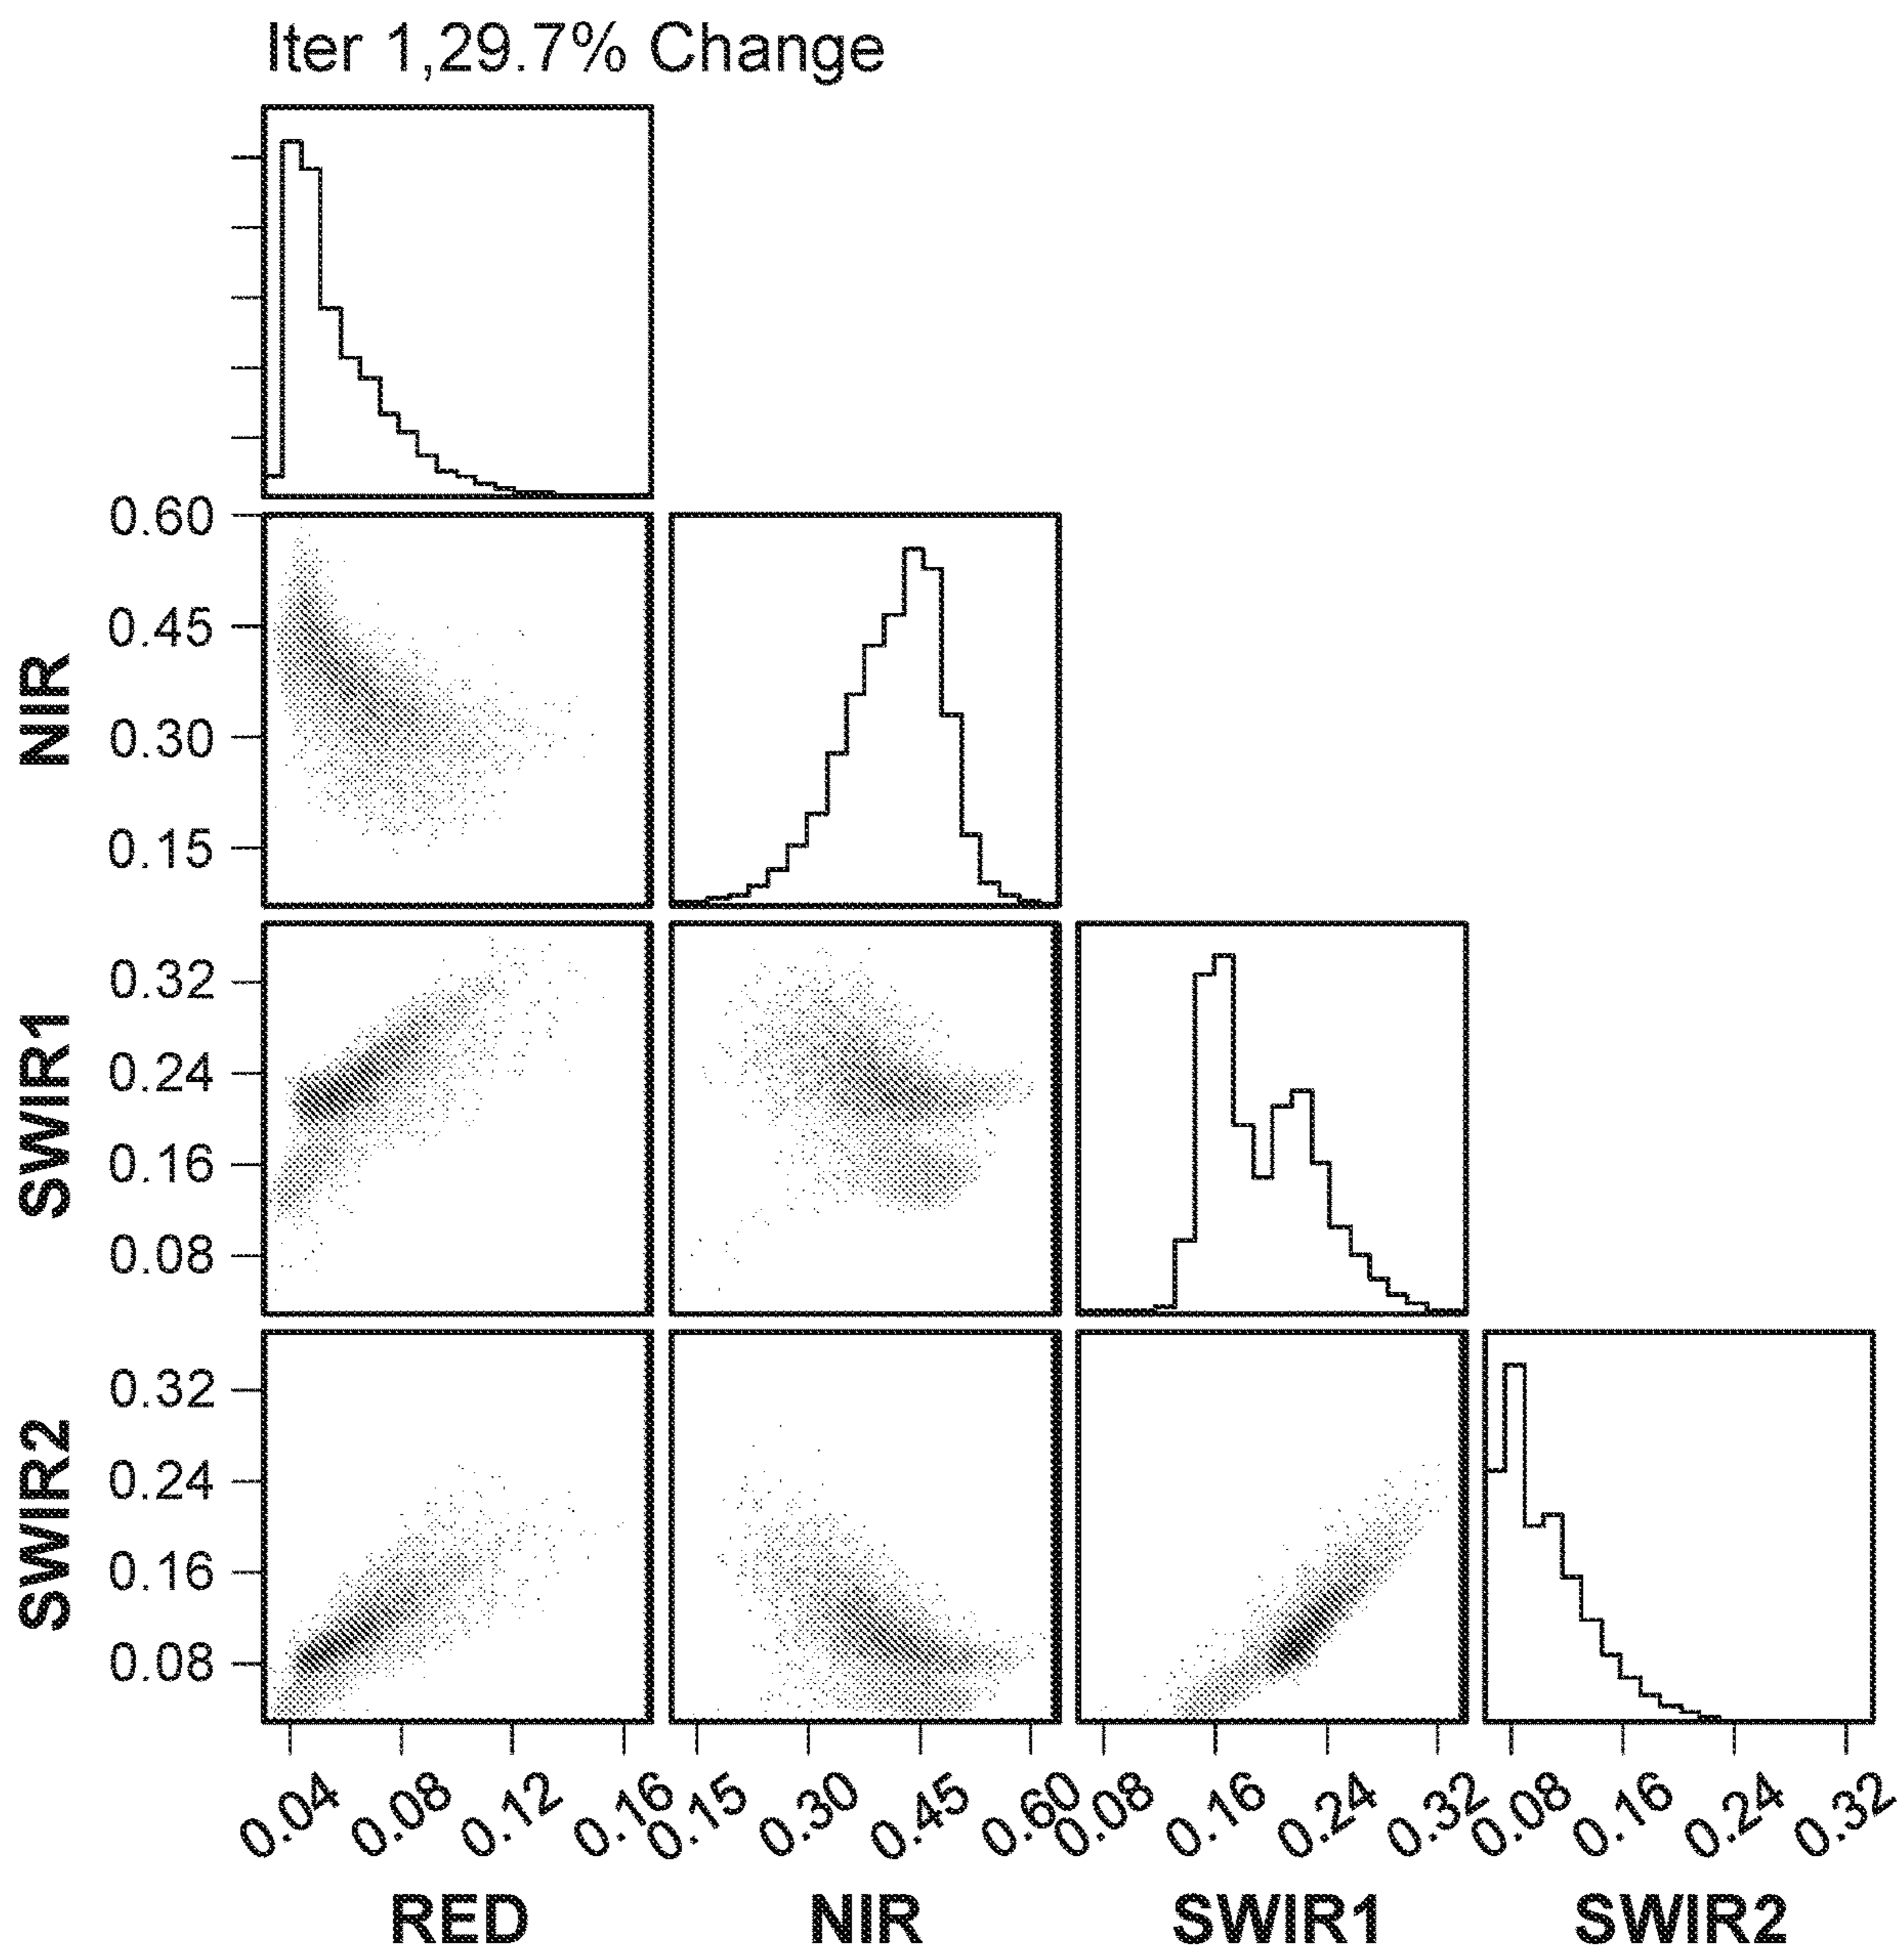 Iter 1,29.7% Change
0.60
0.45
0.30
0.15
NIR
0.32
0.24
0.16
0.08
SWIR1
0.32
0.24
0.16
0.08
SWIR2
0.04 0.08 0.12 0.16 0.15 0.30 0.45 0.60 0.08 0.16 0.24 0.32 0.08 0.16 0.24 0.32
RED NIR SWIR1 SWIR2